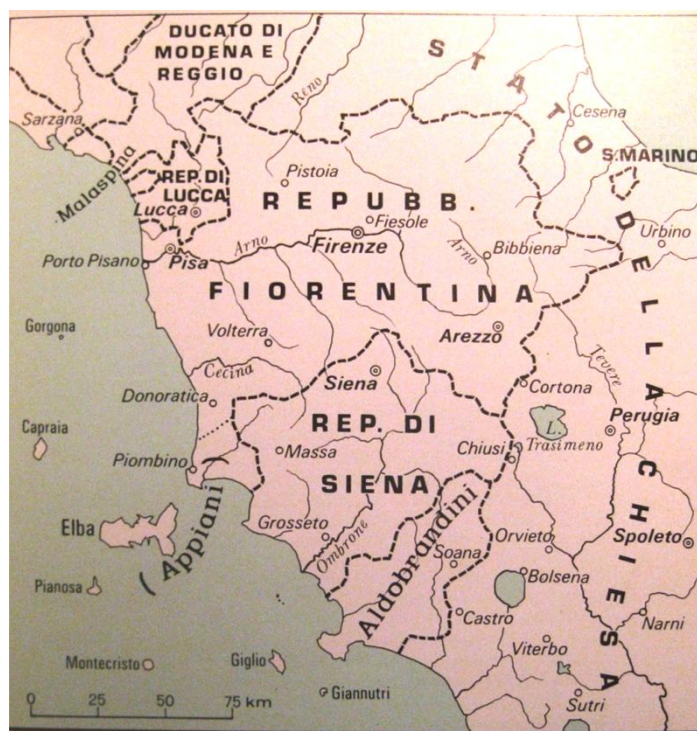 DUCATO DI
MODENA E
REGGIO
STATO DELLA CHIESA
Reno
Cesena
Sarzana
S.MARINO
Malaspina
REP. DI
LUCCA
Lucca
Pistoia
REPUBB.
Fiesole
Urbino
Firenze
Arno
Arno
Bibbiena
Porto Pisano
Pisa
FIORENTINA
Gorgona
Volterra
Arezzo
Tevere
Cecina
Siena
Cortona
Donoratica
REP. DI
Perugia
Capraia
L.
Trasimeno
Massa
Chiusi
Piombino
SIENA
(Appiani)
Elba
Grosseto
Ombrone
Aldobrandini
Orvieto
Spoleto
Soana
Bolsena
Pianosa
Castro
Narni
Viterbo
Montecristo
Giglio
Giannutri
Sutri
0 25 50 75 km